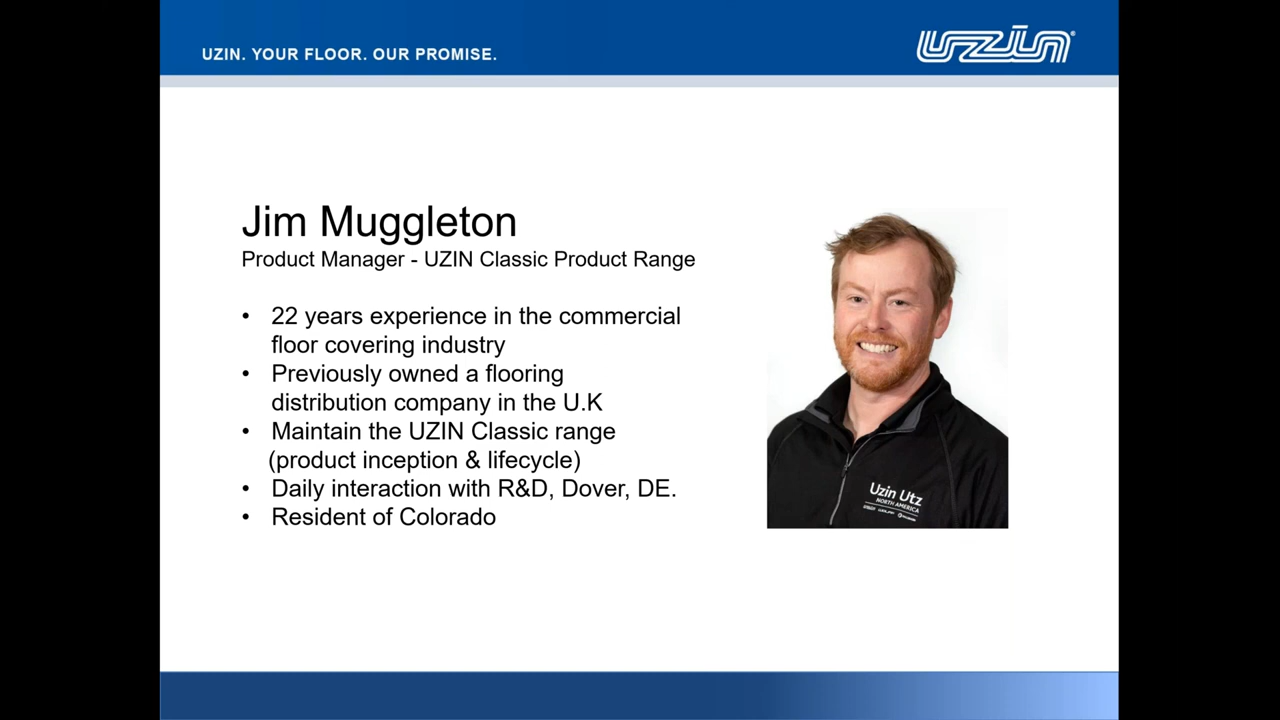 UZIN. YOUR FLOOR. OUR PROMISE.
uzin®
Jim Muggleton
Product Manager - UZIN Classic Product Range
• 22 years experience in the commercial
floor covering industry
• Previously owned a flooring
distribution company in the U.K
• Maintain the UZIN Classic range
(product inception & lifecycle)
• Daily interaction with R&D, Dover, DE.
• Resident of Colorado
Uzin Utz
NORTH AMERICA